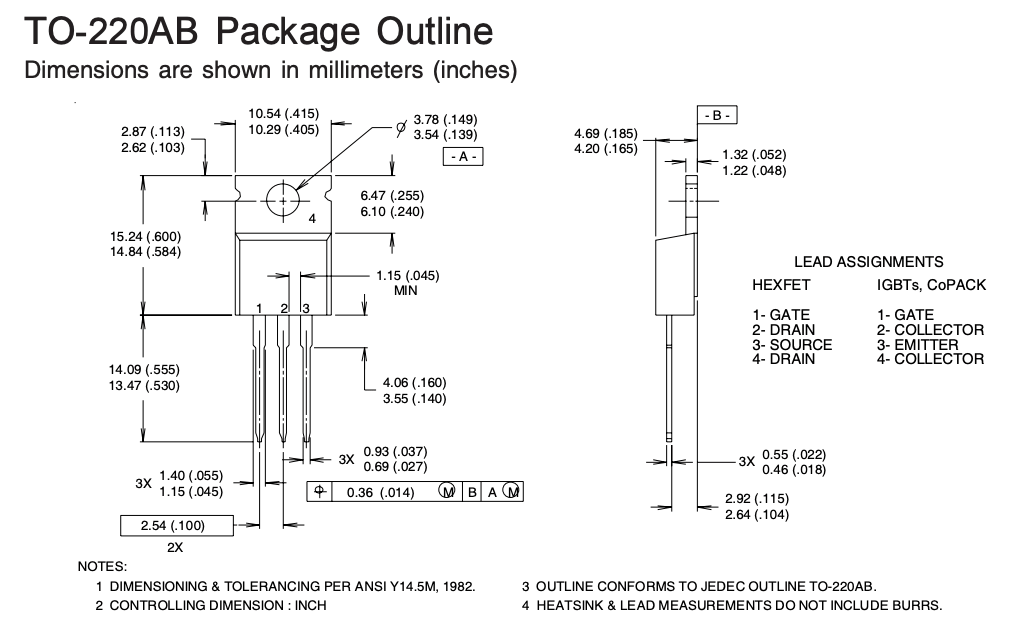 TO-220AB Package Outline
Dimensions are shown in millimeters (inches)
10.54 (.415)
10.29 (.405)
3.78 (.149)
3.54 (.139)
- A -
2.87 (.113)
2.62 (.103)
6.47 (.255)
6.10 (.240)
4
15.24 (.600)
14.84 (.584)
1.15 (.045)
MIN
1 2 3
14.09 (.555)
13.47 (.530)
4.06 (.160)
3.55 (.140)
3X 0.93 (.037)
0.69 (.027)
3X 1.40 (.055)
1.15 (.045)
⌖ 0.36 (.014) Ⓜ B A Ⓜ
2.54 (.100)
2X
- B -
4.69 (.185)
4.20 (.165)
1.32 (.052)
1.22 (.048)
3X 0.55 (.022)
0.46 (.018)
2.92 (.115)
2.64 (.104)
LEAD ASSIGNMENTS
HEXFET IGBTs, CoPACK
1- GATE 1- GATE
2- DRAIN 2- COLLECTOR
3- SOURCE 3- EMITTER
4- DRAIN 4- COLLECTOR
NOTES:
1 DIMENSIONING & TOLERANCING PER ANSI Y14.5M, 1982.
2 CONTROLLING DIMENSION : INCH
3 OUTLINE CONFORMS TO JEDEC OUTLINE TO-220AB.
4 HEATSINK & LEAD MEASUREMENTS DO NOT INCLUDE BURRS.